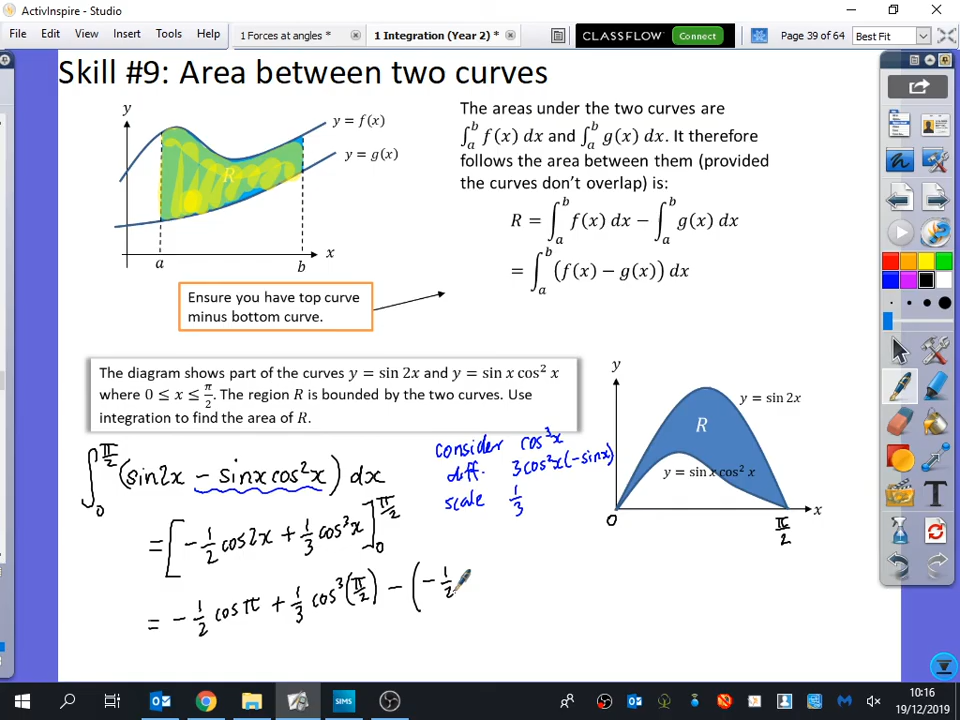 ActivInspire - Studio
File Edit View Insert Tools Help
1 Forces at angles *
1 Integration (Year 2) *
CLASSFLOW™ Connect
Page 39 of 64
Best Fit
Skill #9: Area between two curves
y
y = f(x)
y = g(x)
R
x
a
b
The areas under the two curves are
∫_a^b f(x) dx and ∫_a^b g(x) dx. It therefore
follows the area between them (provided
the curves don't overlap) is:
R = ∫_a^b f(x) dx − ∫_a^b g(x) dx
= ∫_a^b (f(x) − g(x)) dx
Ensure you have top curve
minus bottom curve.
The diagram shows part of the curves y = sin 2x and y = sin x cos² x
where 0 ≤ x ≤ π/2. The region R is bounded by the two curves. Use
integration to find the area of R.
y
y = sin 2x
R
y = sin x cos² x
x
0
π/2
∫_0^{π/2} (sin2x − sinxcos²x) dx
consider cos³x
diff. 3cos²x(−sinx)
scale 1/3
= [−1/2 cos2x + 1/3 cos³x]_0^{π/2}
= −1/2 cosπ + 1/3 cos³(π/2) − (−1/2
SIMS
10:16
19/12/2019